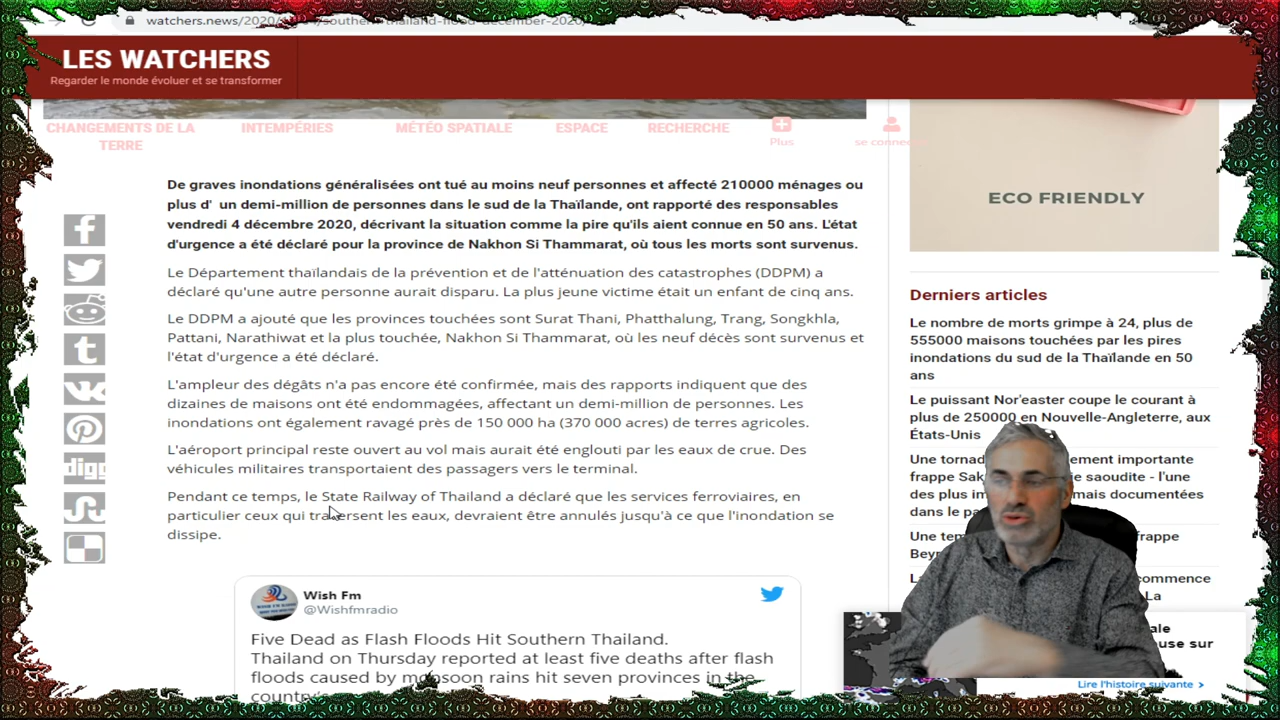 watchers.news/2020/
LES WATCHERS
Regarder le monde évoluer et se transformer
CHANGEMENTS DE LA TERRE
INTEMPÉRIES
MÉTÉO SPATIALE
ESPACE
RECHERCHE
Plus
De graves inondations généralisées ont tué au moins neuf personnes et affecté 210000 ménages ou
plus d' un demi-million de personnes dans le sud de la Thaïlande, ont rapporté des responsables
vendredi 4 décembre 2020, décrivant la situation comme la pire qu'ils aient connue en 50 ans. L'état
d'urgence a été déclaré pour la province de Nakhon Si Thammarat, où tous les morts sont survenus.
Le Département thaïlandais de la prévention et de l'atténuation des catastrophes (DDPM) a
déclaré qu'une autre personne aurait disparu. La plus jeune victime était un enfant de cinq ans.
Le DDPM a ajouté que les provinces touchées sont Surat Thani, Phatthalung, Trang, Songkhla,
Pattani, Narathiwat et la plus touchée, Nakhon Si Thammarat, où les neuf décès sont survenus et
l'état d'urgence a été déclaré.
L'ampleur des dégâts n'a pas encore été confirmée, mais des rapports indiquent que des
dizaines de maisons ont été endommagées, affectant un demi-million de personnes. Les
inondations ont également ravagé près de 150 000 ha (370 000 acres) de terres agricoles.
L'aéroport principal reste ouvert au vol mais aurait été englouti par les eaux de crue. Des
véhicules militaires transportaient des passagers vers le terminal.
Pendant ce temps, le State Railway of Thailand a déclaré que les services ferroviaires, en
particulier ceux qui traversent les eaux, devraient être annulés jusqu'à ce que l'inondation se
dissipe.
Wish Fm
@Wishfmradio
Five Dead as Flash Floods Hit Southern Thailand.
Thailand on Thursday reported at least five deaths after flash
floods caused by monsoon rains hit seven provinces in the
digg
ECO FRIENDLY
Derniers articles
Le nombre de morts grimpe à 24, plus de
555000 maisons touchées par les pires
inondations du sud de la Thaïlande en 50
ans
Le puissant Nor'easter coupe le courant à
plus de 250000 en Nouvelle-Angleterre, aux
États-Unis
Une importante
frappe saoudite - l'une
des plus documentées
dans le
Une frappe
La
Lire l'histoire suivante